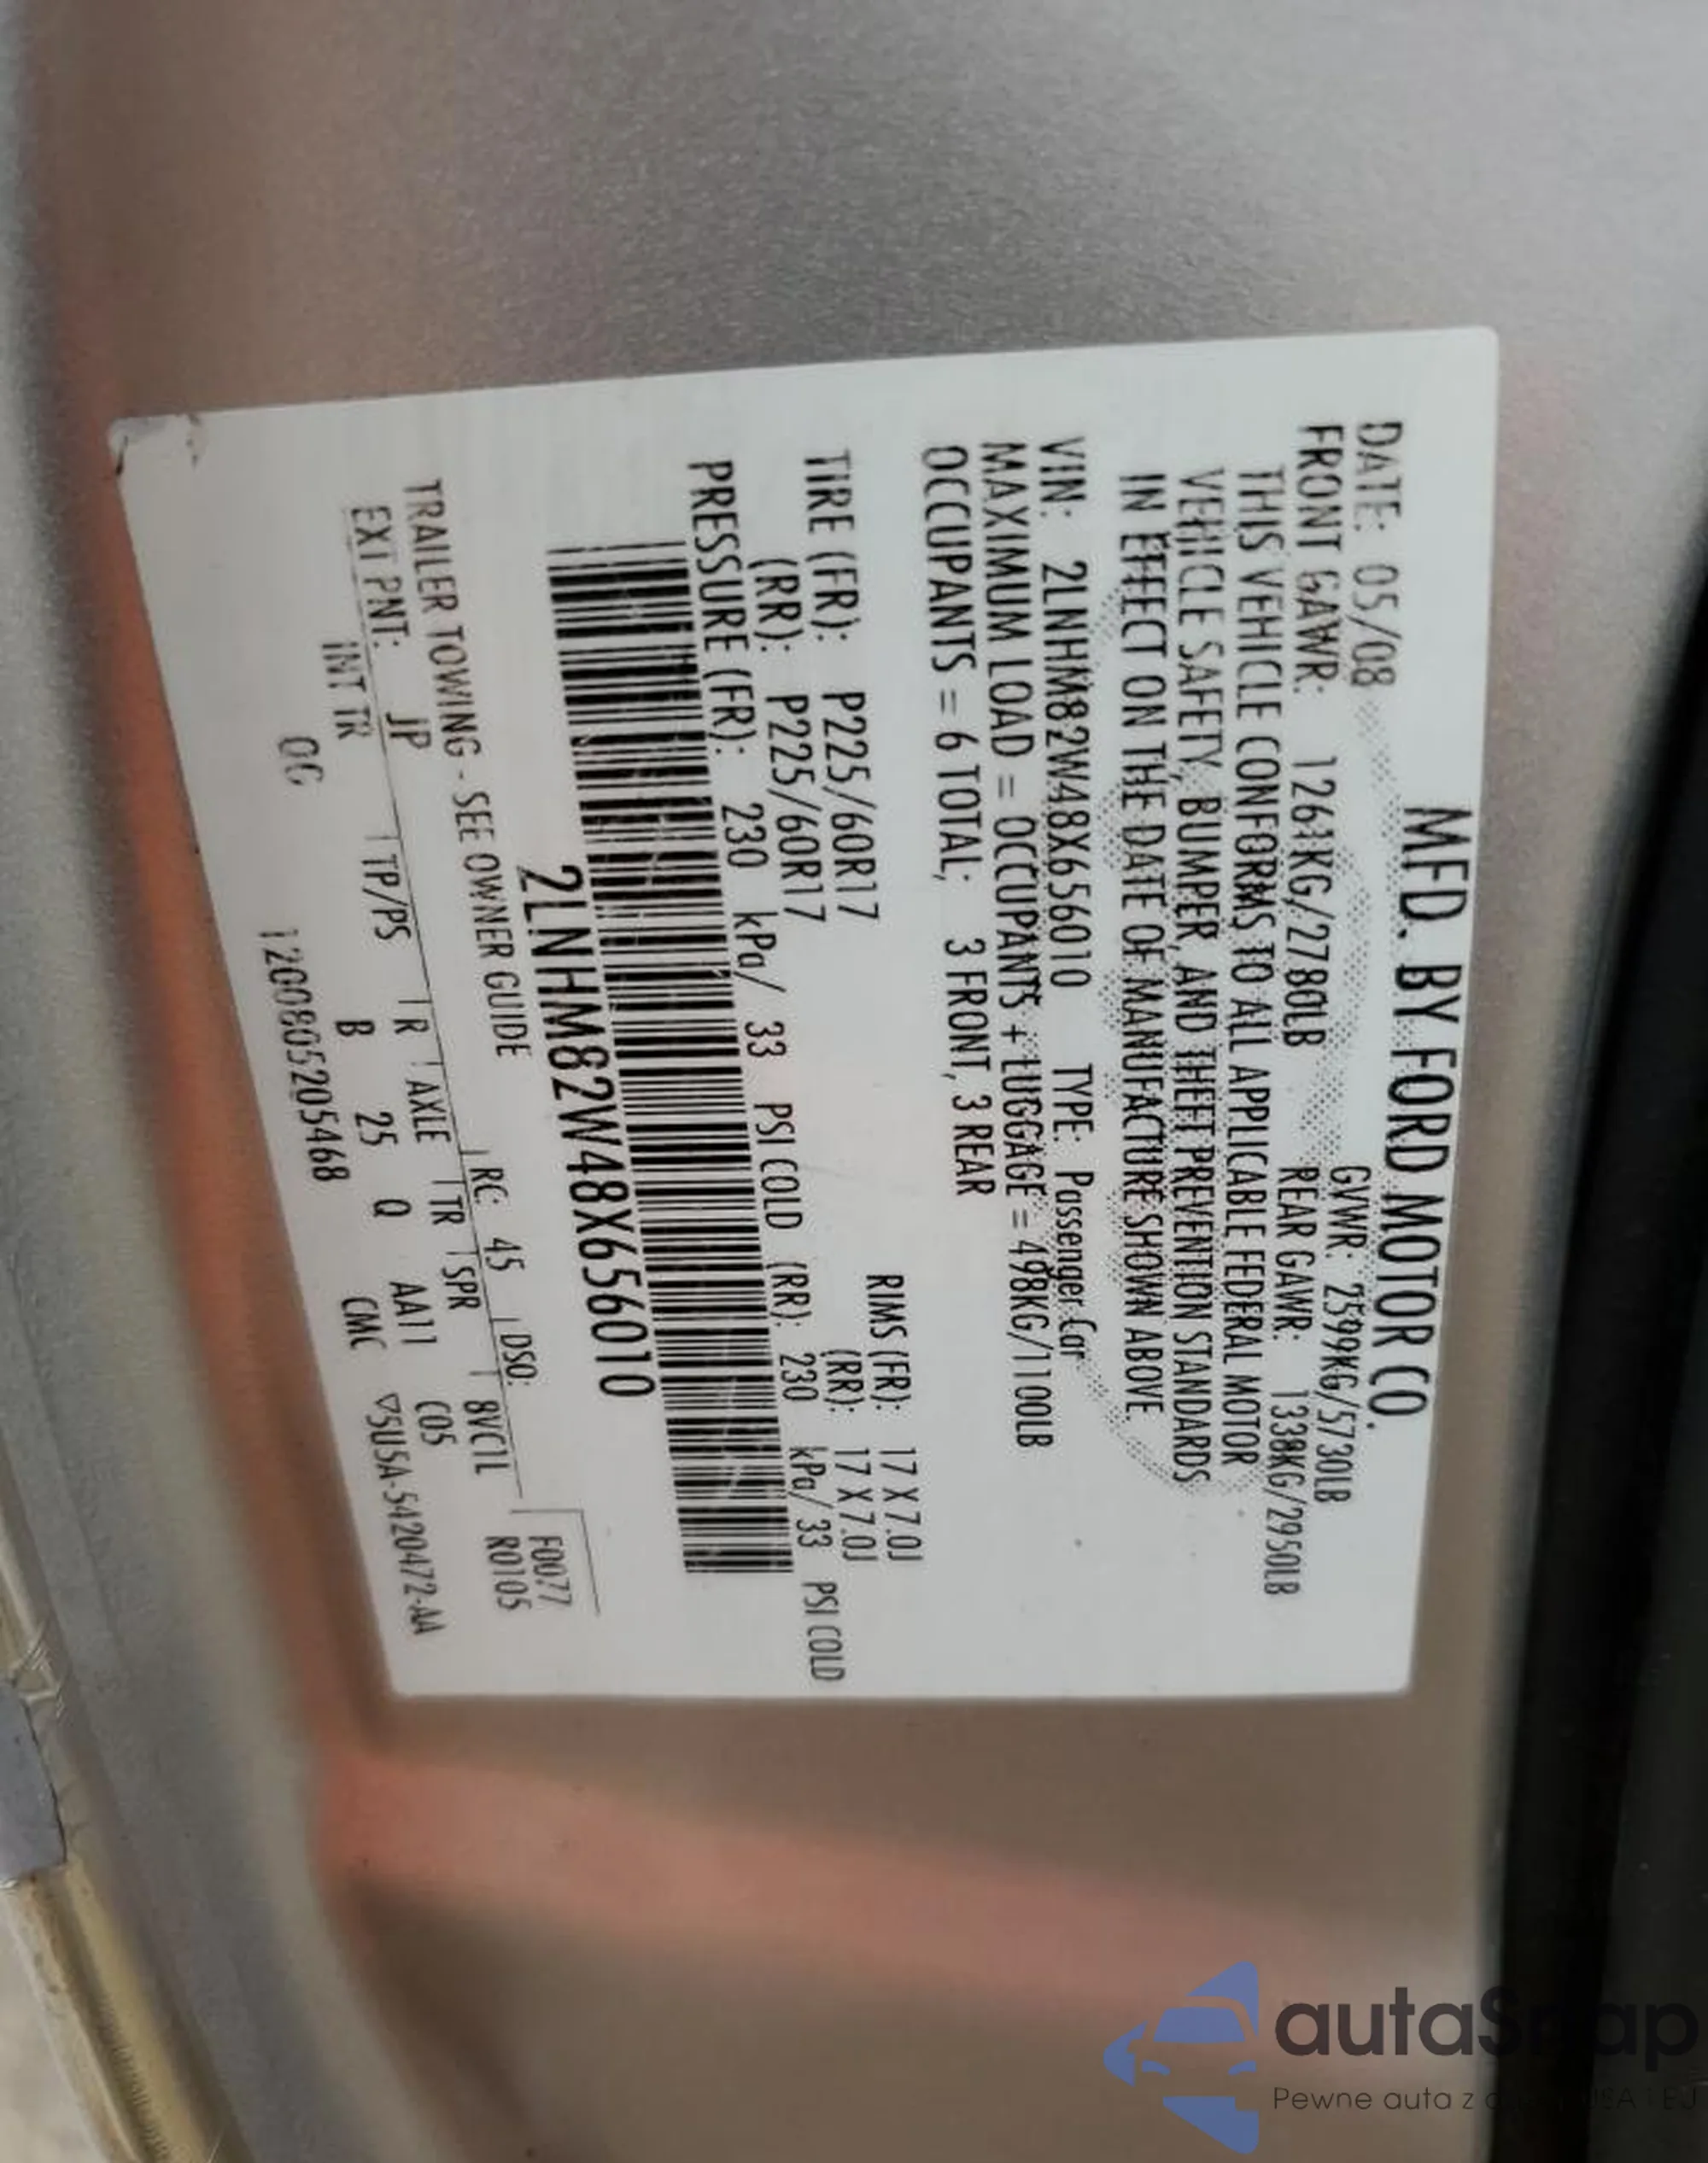 MFD. BY FORD MOTOR CO.
DATE: 05/08 GVWR: 2599KG/5730LB
FRONT GAWR: 1261KG/2780LB REAR GAWR: 1338KG/2950LB
THIS VEHICLE CONFORMS TO ALL APPLICABLE FEDERAL MOTOR
VEHICLE SAFETY, BUMPER, AND THEFT PREVENTION STANDARDS
IN EFFECT ON THE DATE OF MANUFACTURE SHOWN ABOVE.
VIN: 2LNHM82W48X656010 TYPE: Passenger Car
MAXIMUM LOAD = OCCUPANTS + LUGGAGE = 498KG/1100LB
OCCUPANTS = 6 TOTAL; 3 FRONT, 3 REAR
RIMS (FR): 17 X 7.0J
TIRE (FR): P225/60R17 (RR): 17 X 7.0J
(RR): P225/60R17
PRESSURE (FR): 230 kPa/ 33 PSI COLD (RR): 230 kPa/ 33 PSI COLD
2LNHM82W48X656010
TRAILER TOWING - SEE OWNER GUIDE
F0077
R0105
EXT PNT: JP RC: 45 DSO:
INT TR TP/PS R AXLE TR SPR 8VC1L
B 25 Q AA11 C05
CMC ▽5U5A-5420472-AA
1200805205468
autaSnap
Pewne auta z USA i EU